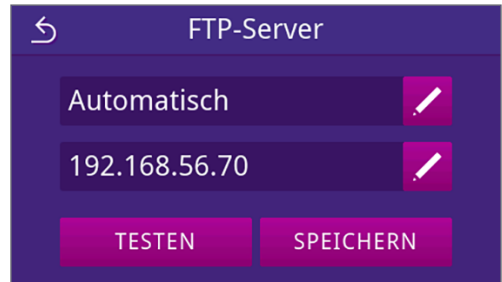 FTP-Server
Automatisch
192.168.56.70
TESTEN SPEICHERN